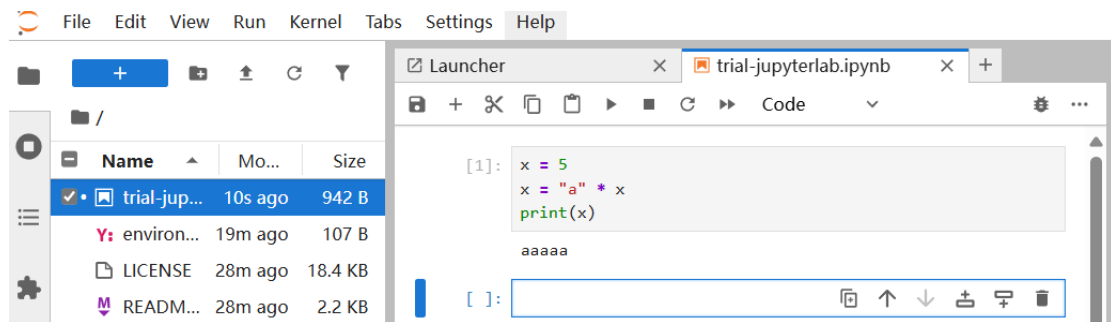 File Edit View Run Kernel Tabs Settings Help
Launcher
trial-jupyterlab.ipynb
Code
/
Name Mo... Size
trial-jup... 10s ago 942 B
Y: environ... 19m ago 107 B
LICENSE 28m ago 18.4 KB
M READM... 28m ago 2.2 KB
[1]: x = 5
x = "a" * x
print(x)
aaaaa
[ ]: